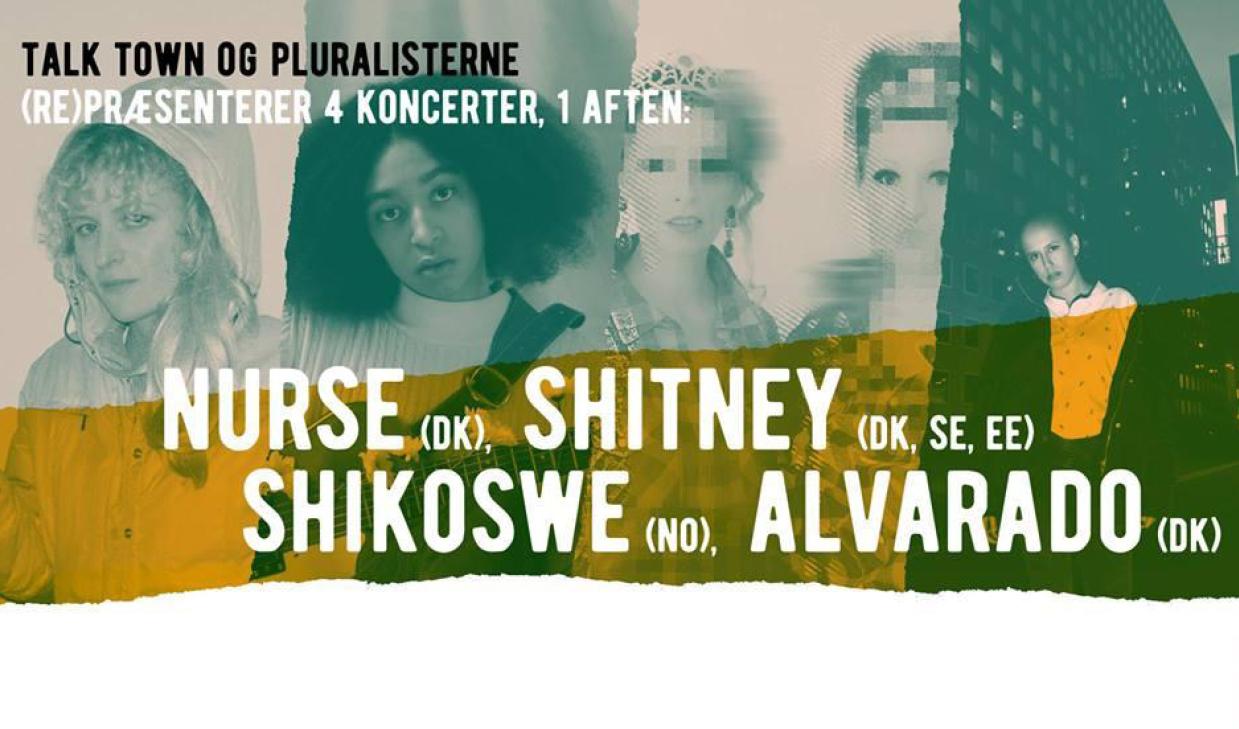 TALK TOWN OG PLURALISTERNE
(RE)PRÆSENTERER 4 KONCERTER, 1 AFTEN:
NURSE (DK), SHITNEY (DK, SE, EE)
SHIKOSWE (NO), ALVARADO (DK)